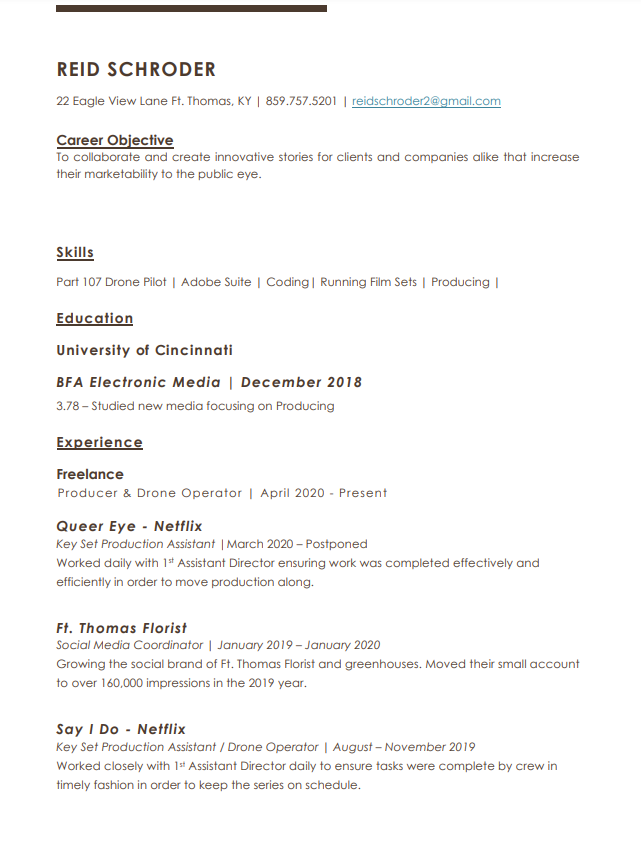 REID SCHRODER
22 Eagle View Lane Ft. Thomas, KY | 859.757.5201 | reidschroder2@gmail.com
Career Objective
To collaborate and create innovative stories for clients and companies alike that increase
their marketability to the public eye.
Skills
Part 107 Drone Pilot | Adobe Suite | Coding| Running Film Sets | Producing |
Education
University of Cincinnati
BFA Electronic Media | December 2018
3.78 – Studied new media focusing on Producing
Experience
Freelance
Producer & Drone Operator | April 2020 - Present
Queer Eye - Netflix
Key Set Production Assistant |March 2020 – Postponed
Worked daily with 1st Assistant Director ensuring work was completed effectively and
efficiently in order to move production along.
Ft. Thomas Florist
Social Media Coordinator | January 2019 – January 2020
Growing the social brand of Ft. Thomas Florist and greenhouses. Moved their small account
to over 160,000 impressions in the 2019 year.
Say I Do - Netflix
Key Set Production Assistant / Drone Operator | August – November 2019
Worked closely with 1st Assistant Director daily to ensure tasks were complete by crew in
timely fashion in order to keep the series on schedule.